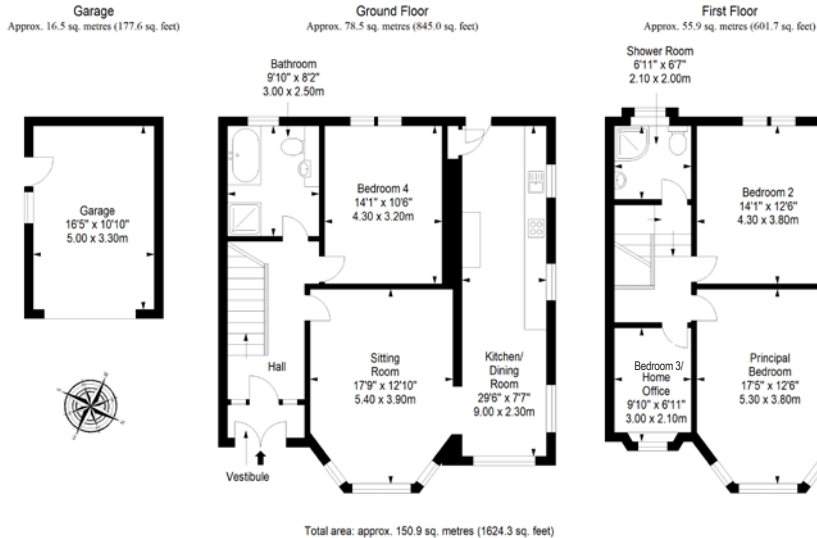 Garage
Approx. 16.5 sq. metres (177.6 sq. feet)
Garage
16'5" x 10'10"
5.00 x 3.30m
Ground Floor
Approx. 78.5 sq. metres (845.0 sq. feet)
Bathroom
9'10" x 8'2"
3.00 x 2.50m
Bedroom 4
14'1" x 10'6"
4.30 x 3.20m
Hall
Sitting
Room
17'9" x 12'10"
5.40 x 3.90m
Kitchen/
Dining
Room
29'6" x 7'7"
9.00 x 2.30m
Vestibule
First Floor
Approx. 55.9 sq. metres (601.7 sq. feet)
Shower Room
6'11" x 6'7"
2.10 x 2.00m
Bedroom 2
14'1" x 12'6"
4.30 x 3.80m
Bedroom 3/
Home
Office
9'10" x 6'11"
3.00 x 2.10m
Principal
Bedroom
17'5" x 12'6"
5.30 x 3.80m
Total area: approx. 150.9 sq. metres (1624.3 sq. feet)